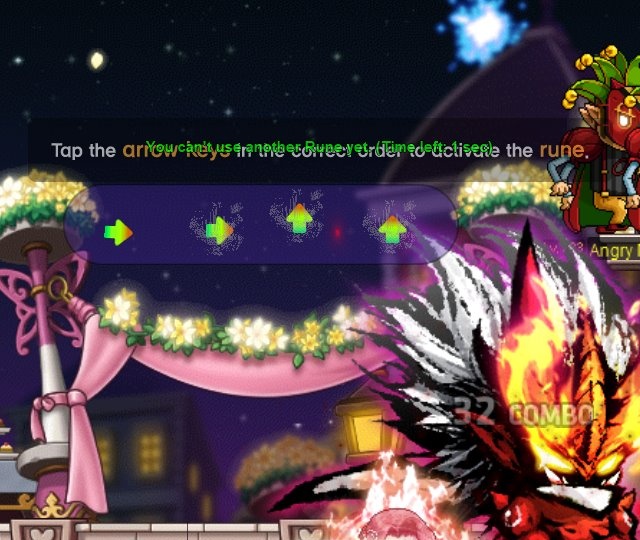 You can't use another Rune yet. (Time left: 1 sec)
Tap the arrow keys in the correct order to activate the rune.
Angry
32 COMBO